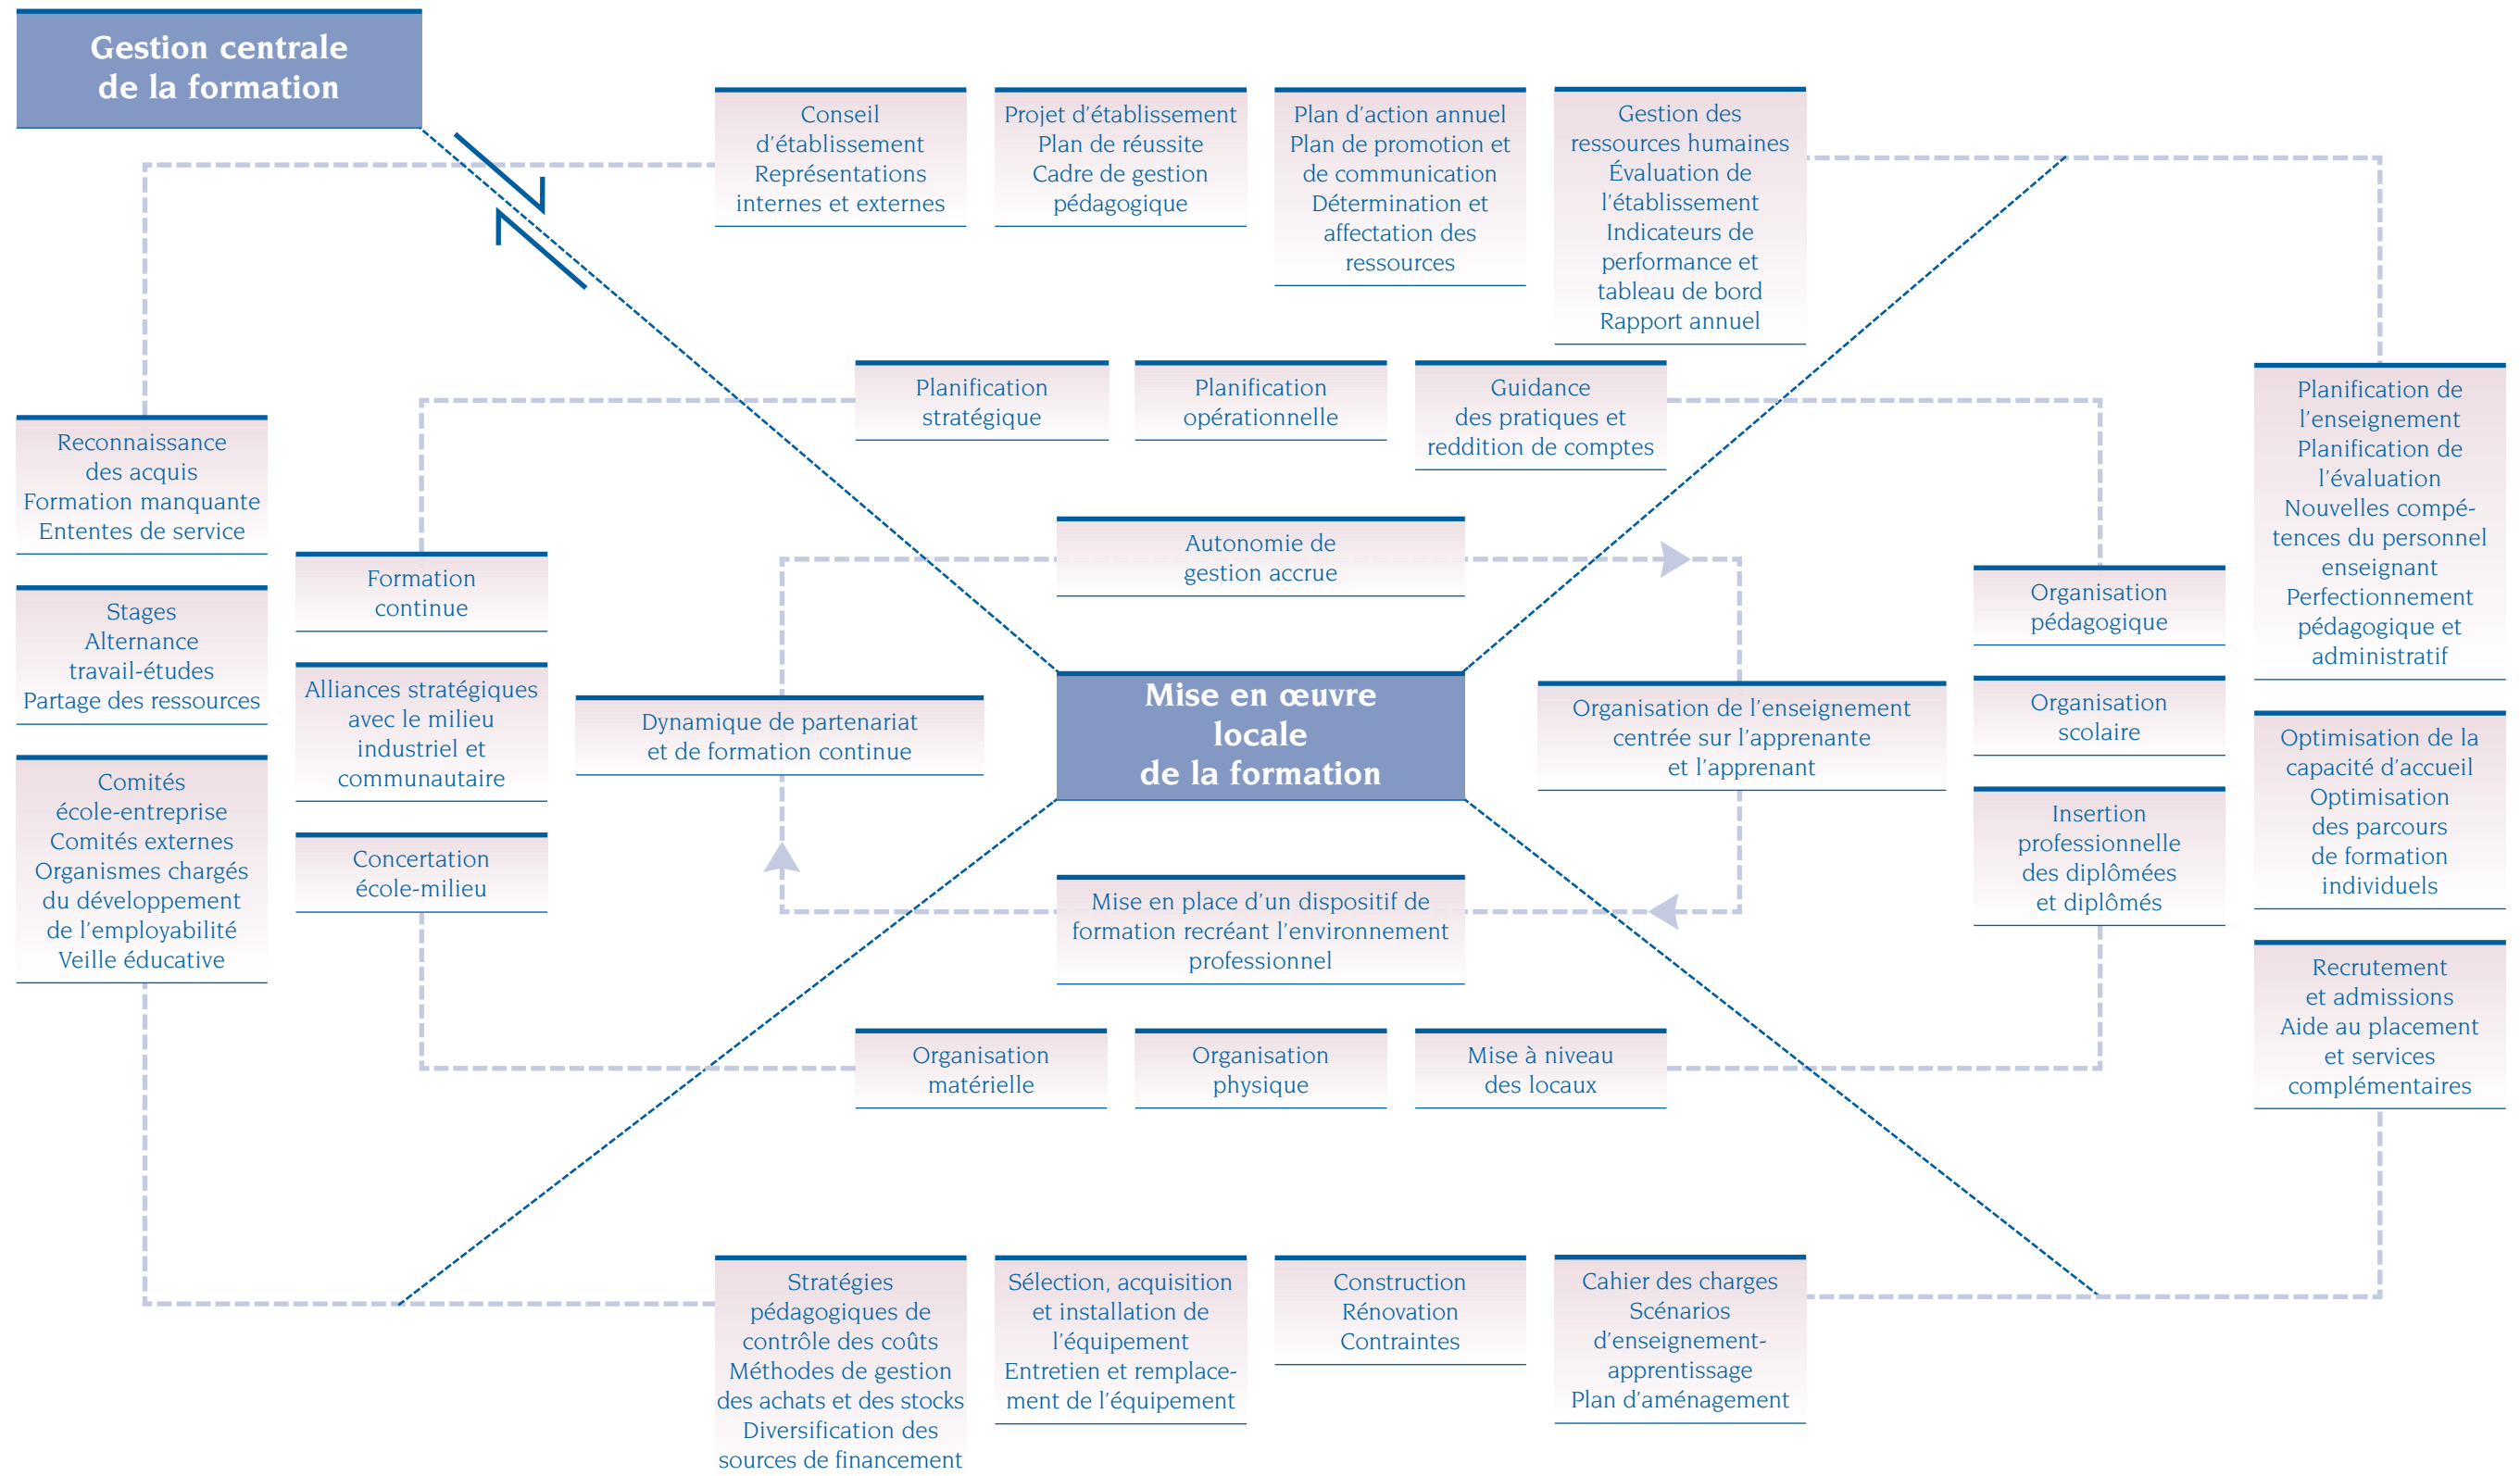 Gestion centrale
de la formation
Conseil
d'établissement
Représentations
internes et externes
Projet d'établissement
Plan de réussite
Cadre de gestion
pédagogique
Plan d'action annuel
Plan de promotion et
de communication
Détermination et
affectation des
ressources
Gestion des
ressources humaines
Évaluation de
l'établissement
Indicateurs de
performance et
tableau de bord
Rapport annuel
Planification
stratégique
Planification
opérationnelle
Guidance
des pratiques et
reddition de comptes
Autonomie de
gestion accrue
Reconnaissance
des acquis
Formation manquante
Ententes de service
Stages
Alternance
travail-études
Partage des ressources
Comités
école-entreprise
Comités externes
Organismes chargés
du développement
de l'employabilité
Veille éducative
Formation
continue
Alliances stratégiques
avec le milieu
industriel et
communautaire
Concertation
école-milieu
Dynamique de partenariat
et de formation continue
Mise en œuvre
locale
de la formation
Organisation de l'enseignement
centrée sur l'apprenante
et l'apprenant
Organisation
pédagogique
Organisation
scolaire
Insertion
professionnelle
des diplômées
et diplômés
Planification de
l'enseignement
Planification de
l'évaluation
Nouvelles compé-
tences du personnel
enseignant
Perfectionnement
pédagogique et
administratif
Optimisation de la
capacité d'accueil
Optimisation
des parcours
de formation
individuels
Recrutement
et admissions
Aide au placement
et services
complémentaires
Mise en place d'un dispositif de
formation recréant l'environnement
professionnel
Organisation
matérielle
Organisation
physique
Mise à niveau
des locaux
Stratégies
pédagogiques de
contrôle des coûts
Méthodes de gestion
des achats et des stocks
Diversification des
sources de financement
Sélection, acquisition
et installation de
l'équipement
Entretien et remplace-
ment de l'équipement
Construction
Rénovation
Contraintes
Cahier des charges
Scénarios
d'enseignement-
apprentissage
Plan d'aménagement